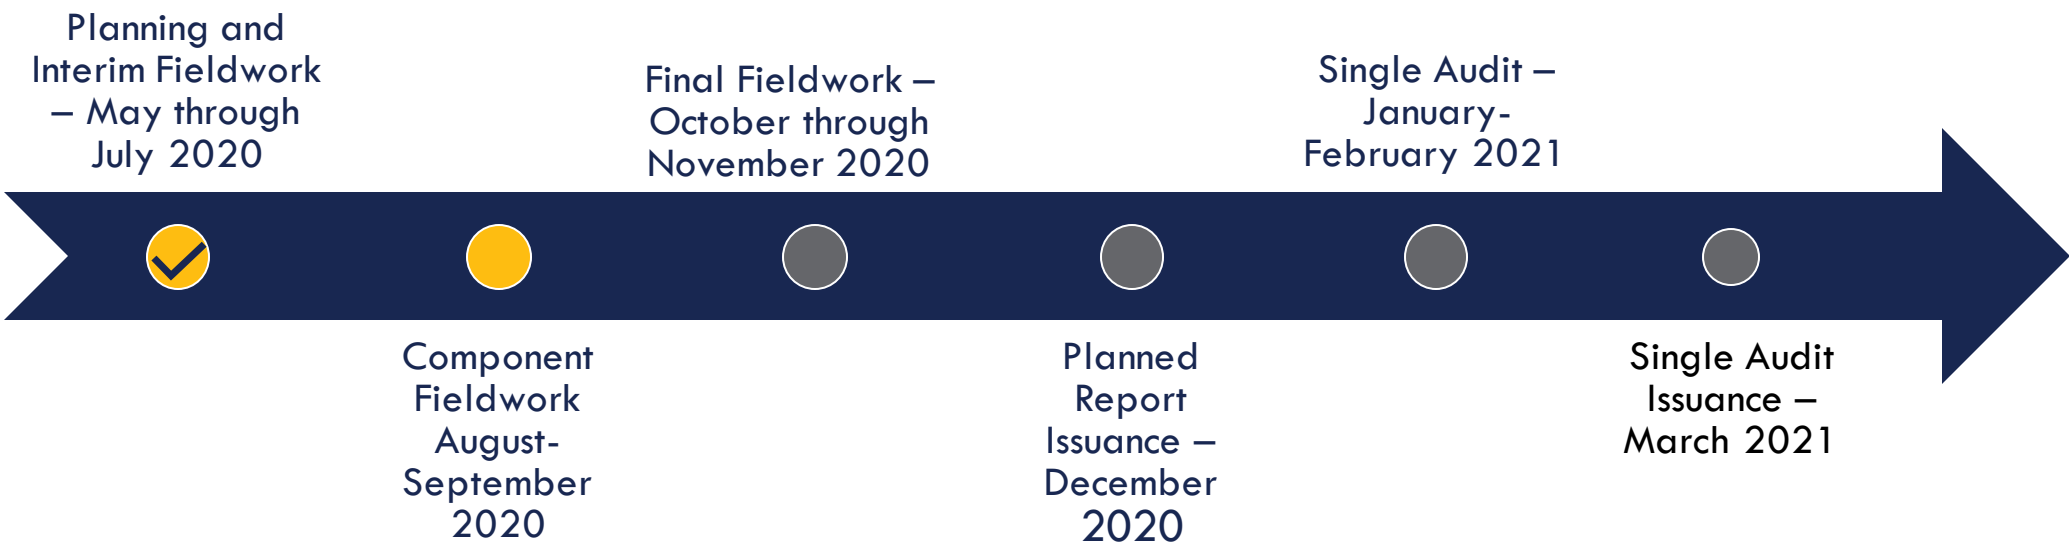 Planning and
Interim Fieldwork
– May through
July 2020
Component
Fieldwork
August-
September
2020
Final Fieldwork –
October through
November 2020
Planned
Report
Issuance –
December
2020
Single Audit –
January-
February 2021
Single Audit
Issuance –
March 2021